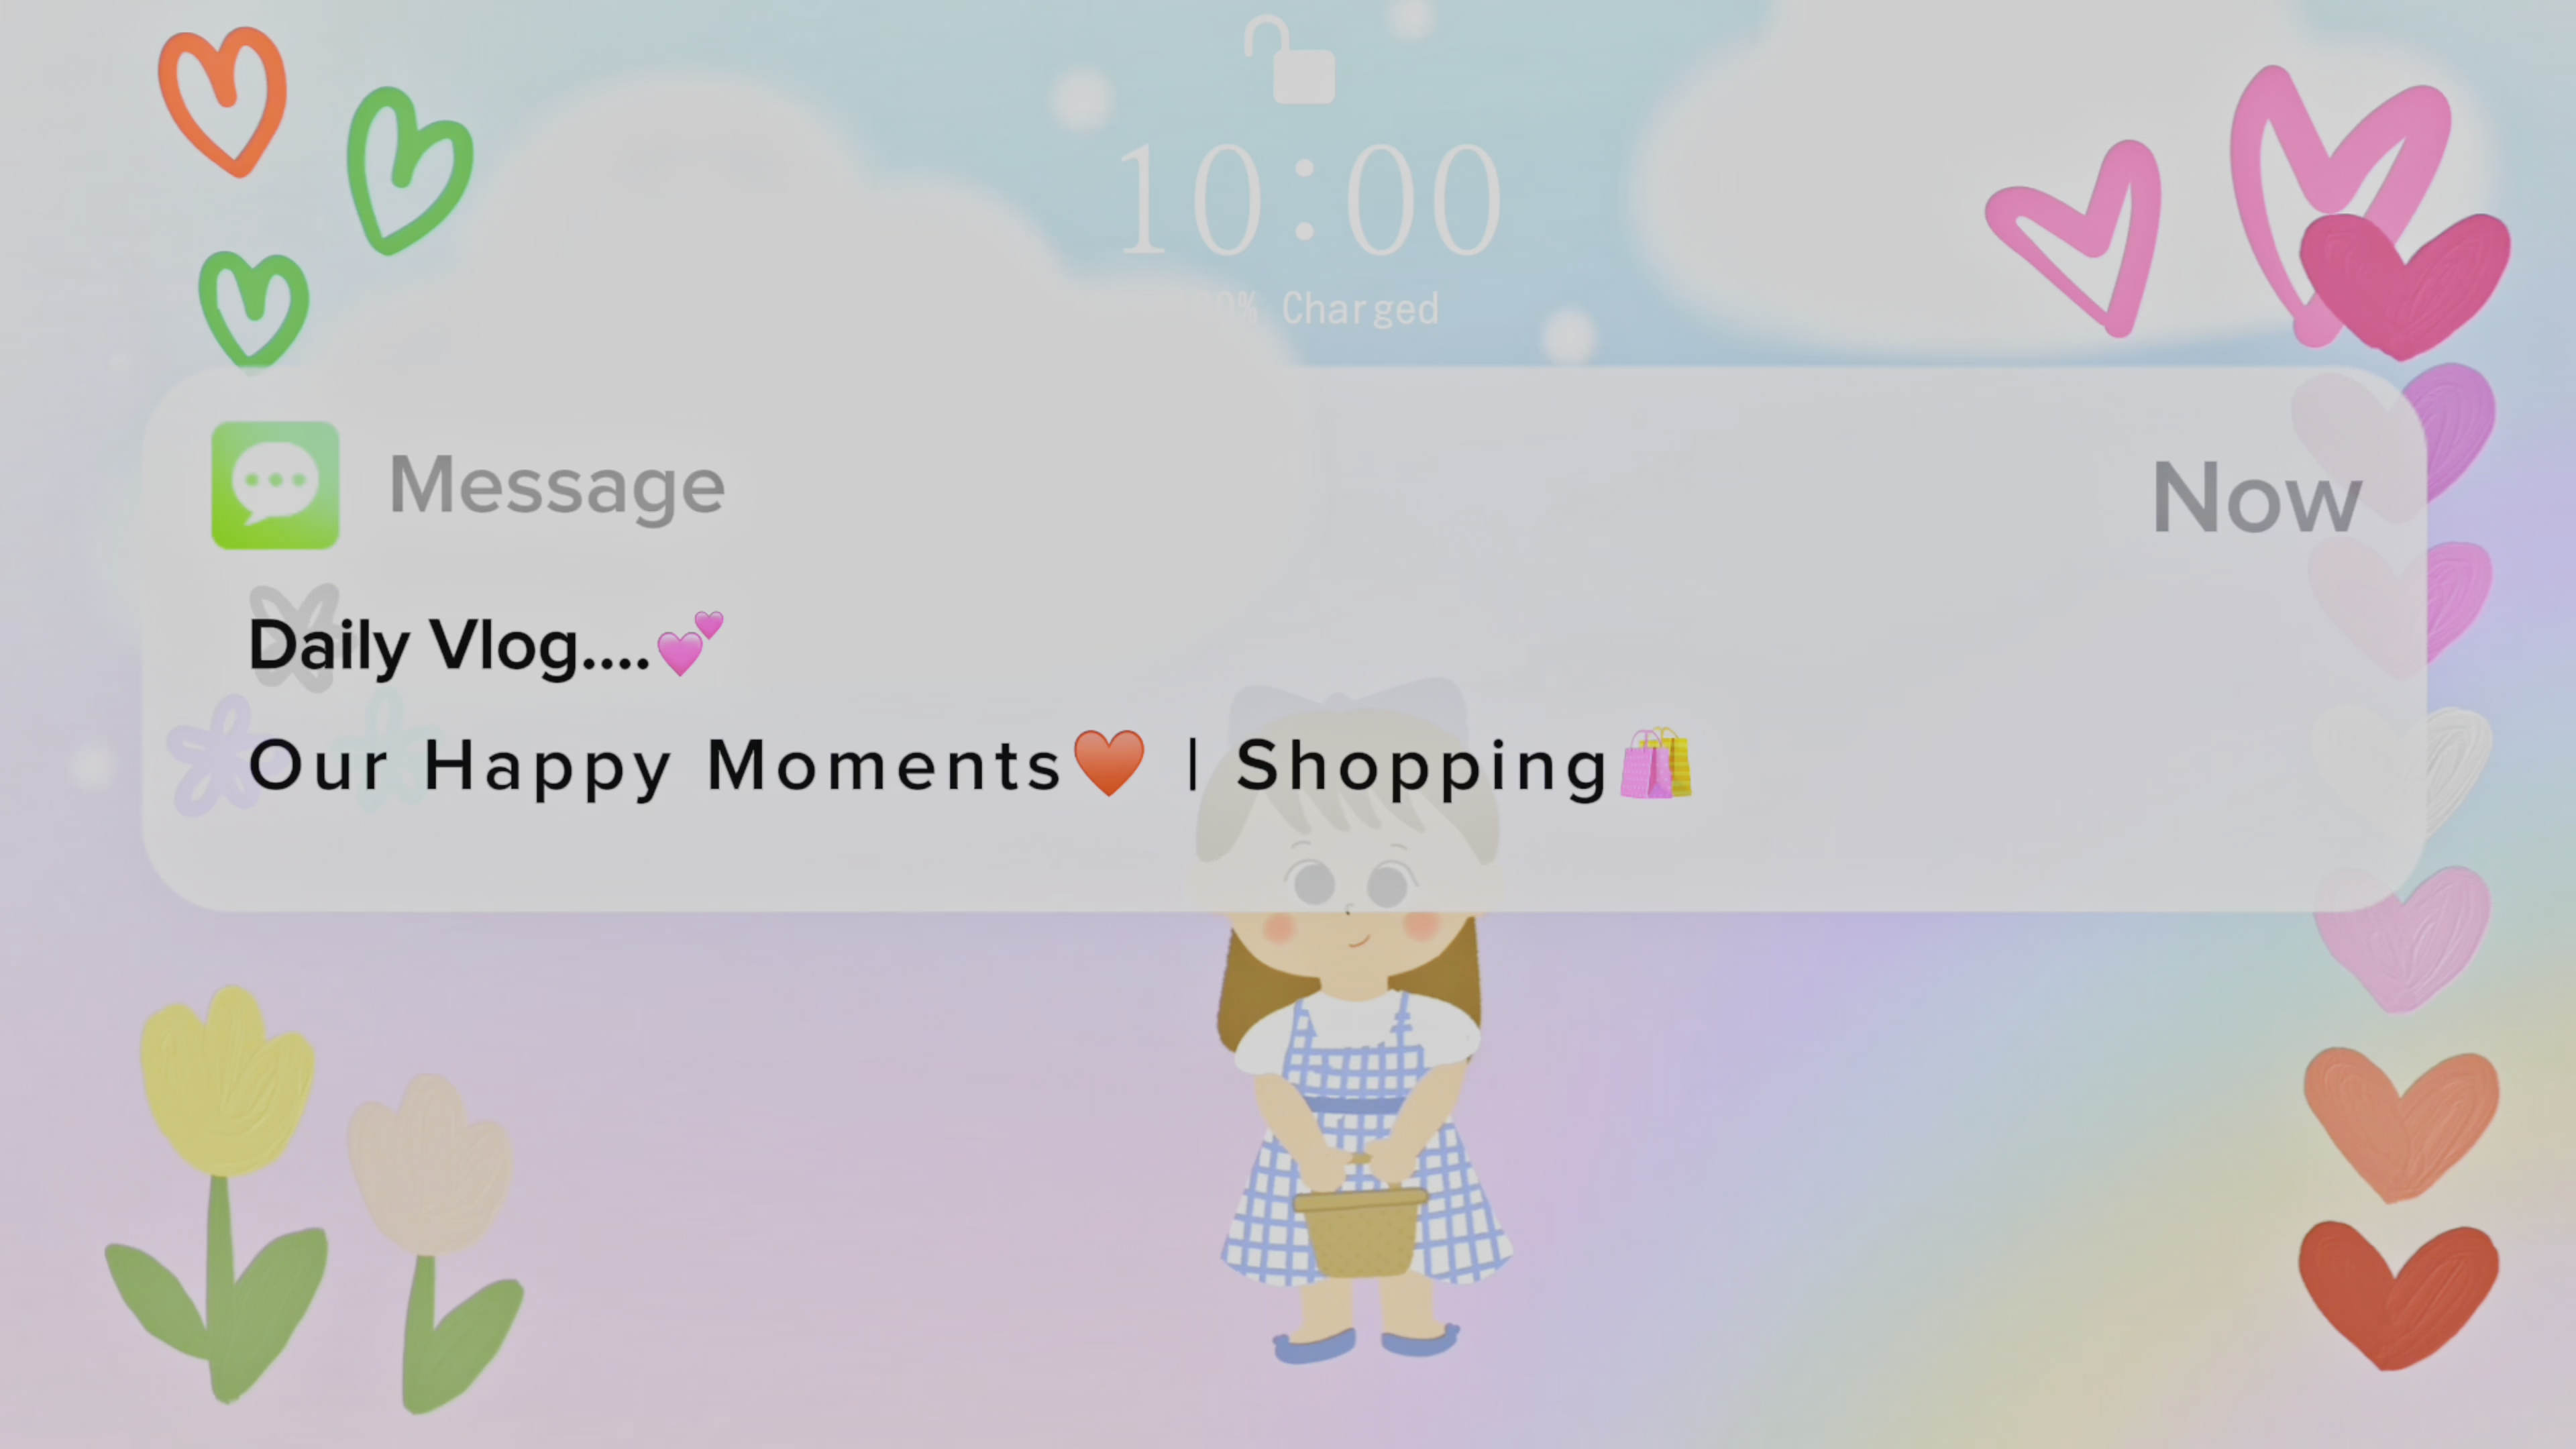 10:00
Charged
Message
Now
Daily Vlog....💕
Our Happy Moments🧡 | Shopping🛍️